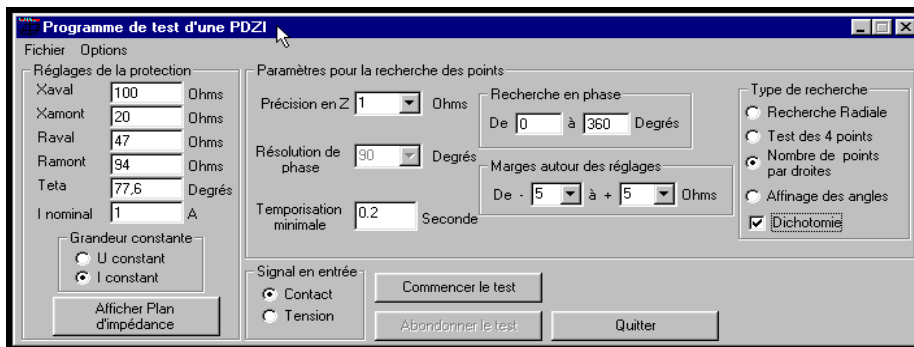 Programme de test d'une PDZI
Fichier Options
Réglages de la protection
Xaval 100 Ohms
Xamont 20 Ohms
Raval 47 Ohms
Ramont 94 Ohms
Teta 77,6 Degrés
I nominal 1 A
Grandeur constante
U constant
I constant
Afficher Plan
d'impédance
Paramètres pour la recherche des points
Précision en Z 1 Ohms
Résolution de
phase 90 Degrés
Temporisation
minimale 0.2 Seconde
Recherche en phase
De 0 à 360 Degrés
Marges autour des réglages
De - 5 à + 5 Ohms
Type de recherche
Recherche Radiale
Test des 4 points
Nombre de points
par droites
Affinage des angles
Dichotomie
Signal en entrée
Contact
Tension
Commencer le test
Abondonner le test
Quitter